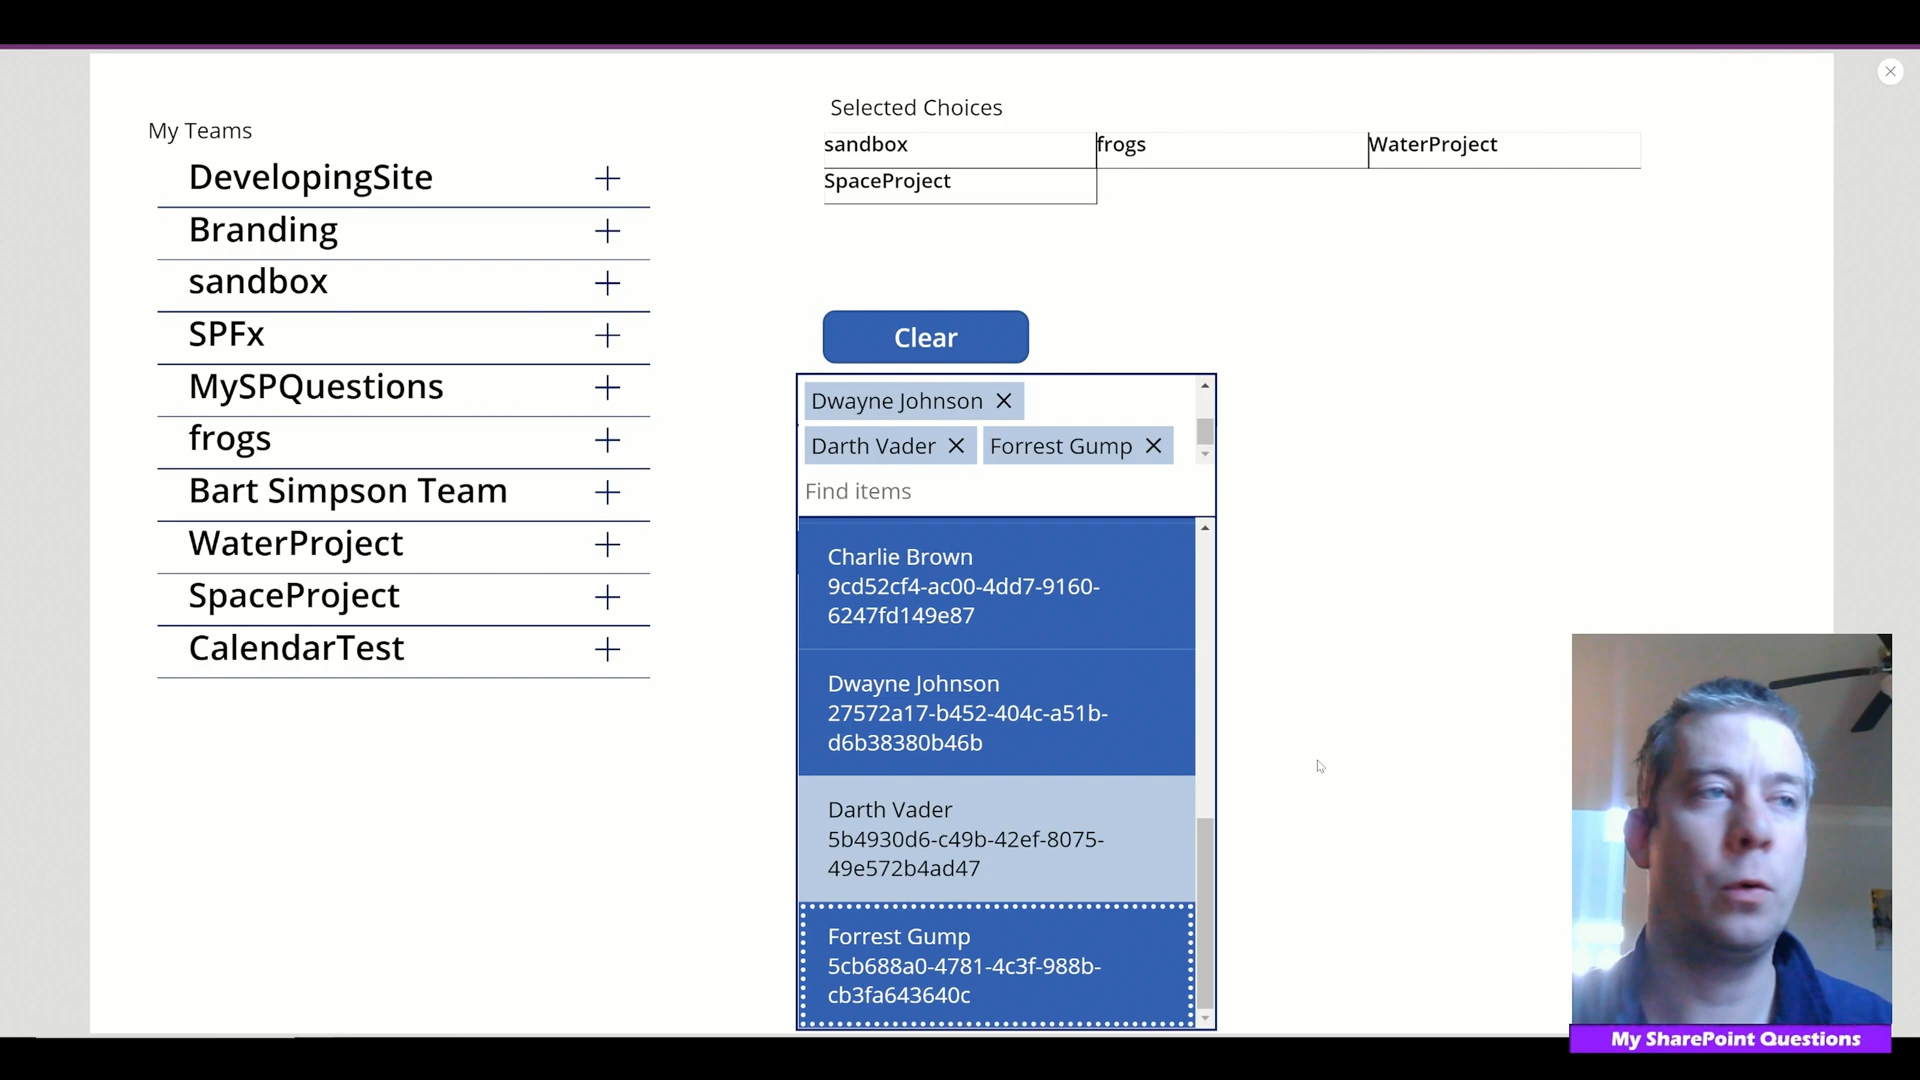 My Teams
DevelopingSite
Branding
sandbox
SPFx
MySPQuestions
frogs
Bart Simpson Team
WaterProject
SpaceProject
CalendarTest
Selected Choices
sandbox frogs WaterProject
SpaceProject
Clear
Dwayne Johnson
Darth Vader Forrest Gump
Find items
Charlie Brown
9cd52cf4-ac00-4dd7-9160-
6247fd149e87
Dwayne Johnson
27572a17-b452-404c-a51b-
d6b38380b46b
Darth Vader
5b4930d6-c49b-42ef-8075-
49e572b4ad47
Forrest Gump
5cb688a0-4781-4c3f-988b-
cb3fa643640c
My SharePoint Questions